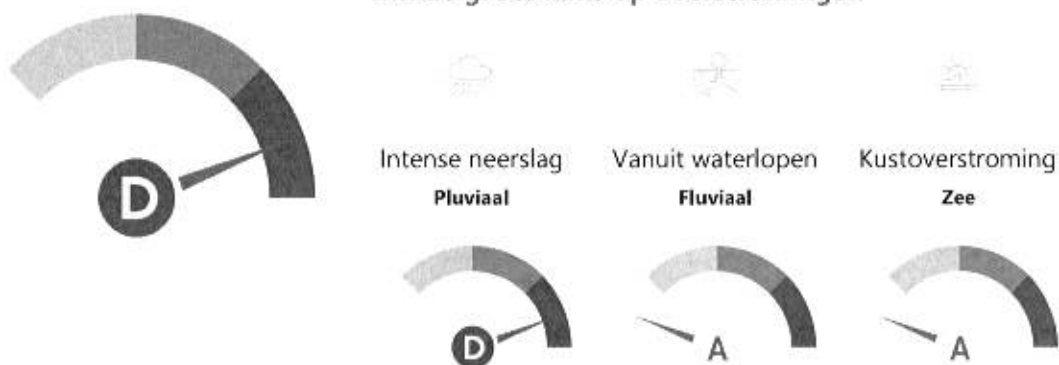 D
Intense neerslag
Vanuit waterlopen
Kustoverstroming
Pluviaal
Fluviaal
Zee
D
A
A